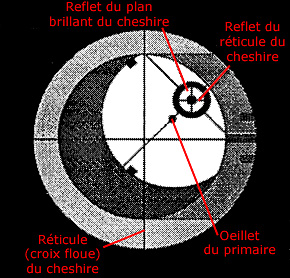 Reflet du plan
brillant du cheshire
Reflet du
réticule du
cheshire
Réticule
(croix floue)
du cheshire
Oeillet
du primaire